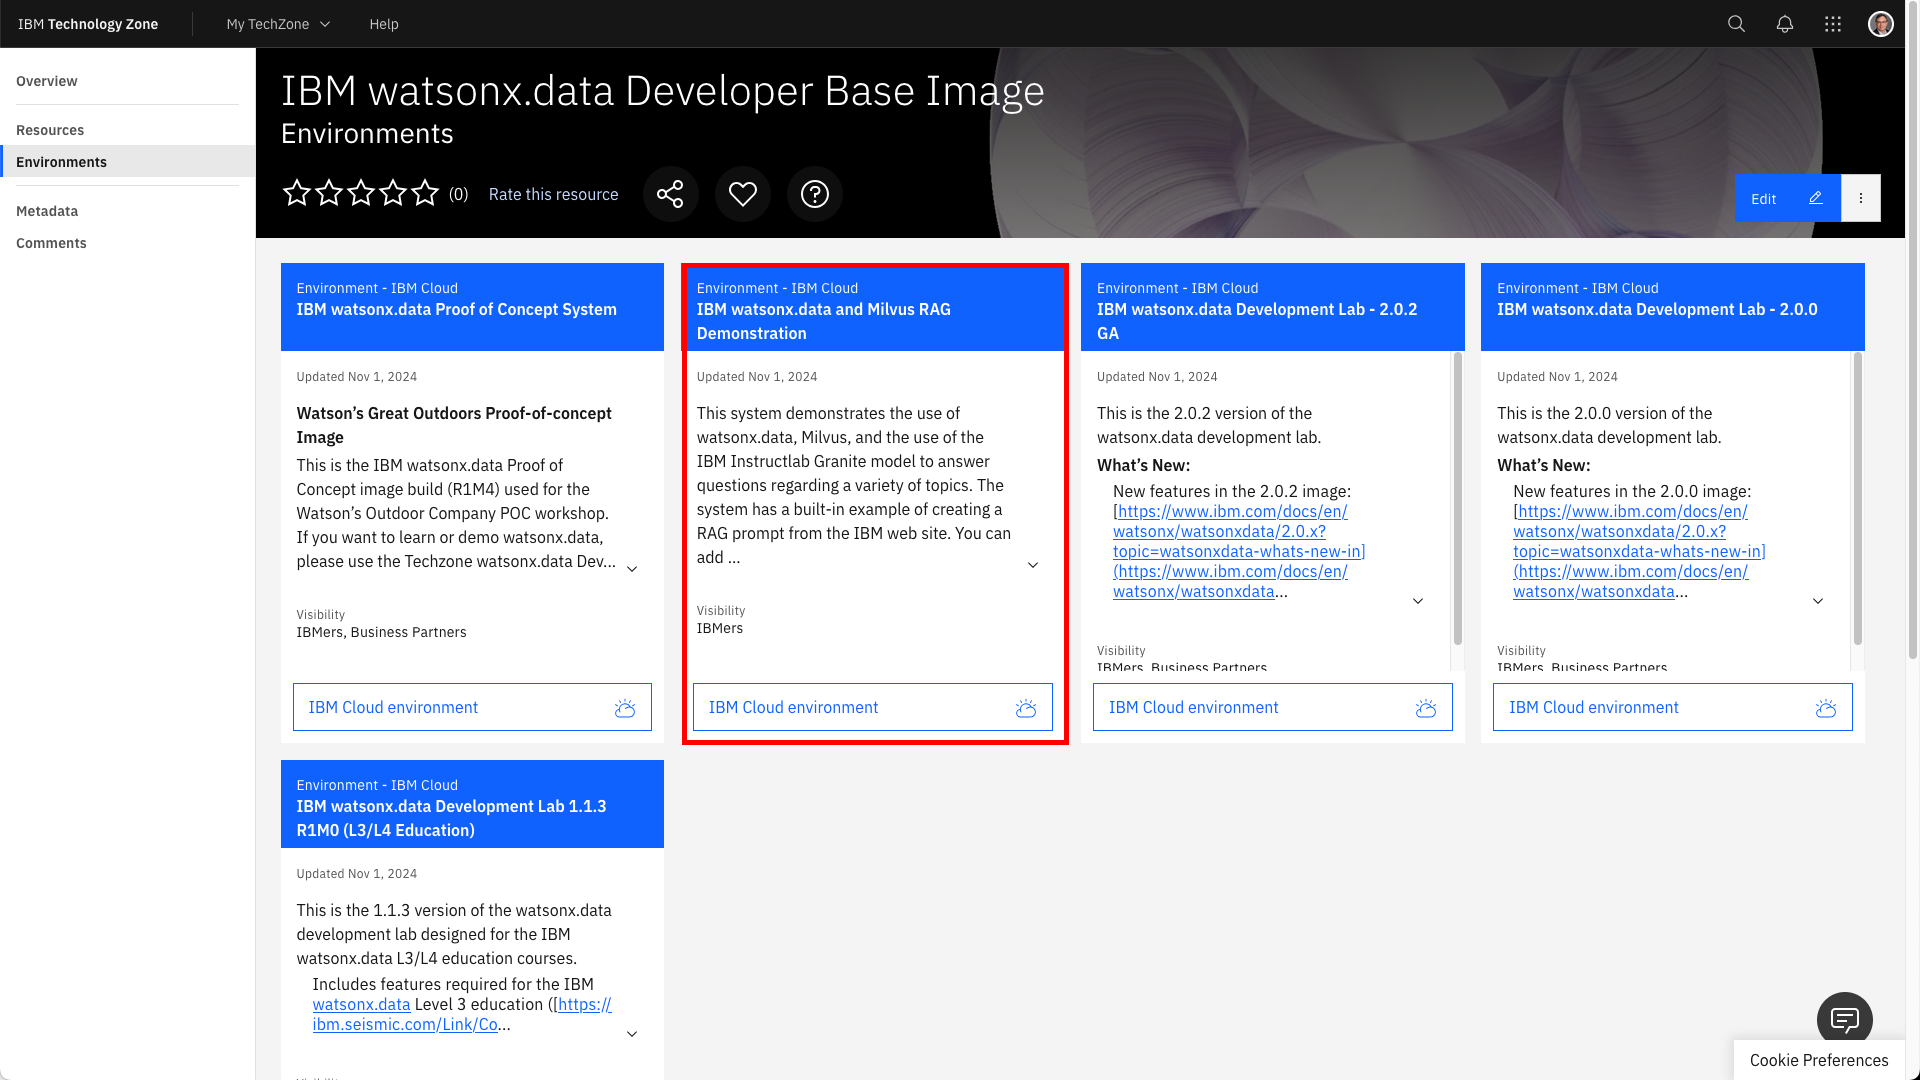 IBM Technology Zone
My TechZone
Help
Overview
Resources
Environments
Metadata
Comments
IBM watsonx.data Developer Base Image
Environments
(0)
Rate this resource
Edit
Environment - IBM Cloud
IBM watsonx.data Proof of Concept System
Updated Nov 1, 2024
Watson’s Great Outdoors Proof-of-concept
Image
This is the IBM watsonx.data Proof of
Concept image build (R1M4) used for the
Watson’s Outdoor Company POC workshop.
If you want to learn or demo watsonx.data,
please use the Techzone watsonx.data Dev...
Visibility
IBMers, Business Partners
IBM Cloud environment
Environment - IBM Cloud
IBM watsonx.data and Milvus RAG
Demonstration
Updated Nov 1, 2024
This system demonstrates the use of
watsonx.data, Milvus, and the use of the
IBM Instructlab Granite model to answer
questions regarding a variety of topics. The
system has a built-in example of creating a
RAG prompt from the IBM web site. You can
add ...
Visibility
IBMers
IBM Cloud environment
Environment - IBM Cloud
IBM watsonx.data Development Lab - 2.0.2
GA
Updated Nov 1, 2024
This is the 2.0.2 version of the
watsonx.data development lab.
What’s New:
New features in the 2.0.2 image:
[https://www.ibm.com/docs/en/
watsonx/watsonxdata/2.0.x?
topic=watsonxdata-whats-new-in]
(https://www.ibm.com/docs/en/
watsonx/watsonxdata...
Visibility
IBMers, Business Partners
IBM Cloud environment
Environment - IBM Cloud
IBM watsonx.data Development Lab - 2.0.0
Updated Nov 1, 2024
This is the 2.0.0 version of the
watsonx.data development lab.
What’s New:
New features in the 2.0.0 image:
[https://www.ibm.com/docs/en/
watsonx/watsonxdata/2.0.x?
topic=watsonxdata-whats-new-in]
(https://www.ibm.com/docs/en/
watsonx/watsonxdata...
Visibility
IBMers, Business Partners
IBM Cloud environment
Environment - IBM Cloud
IBM watsonx.data Development Lab 1.1.3
R1M0 (L3/L4 Education)
Updated Nov 1, 2024
This is the 1.1.3 version of the watsonx.data
development lab designed for the IBM
watsonx.data L3/L4 education courses.
Includes features required for the IBM
watsonx.data Level 3 education ([https://
ibm.seismic.com/Link/Co...
Cookie Preferences